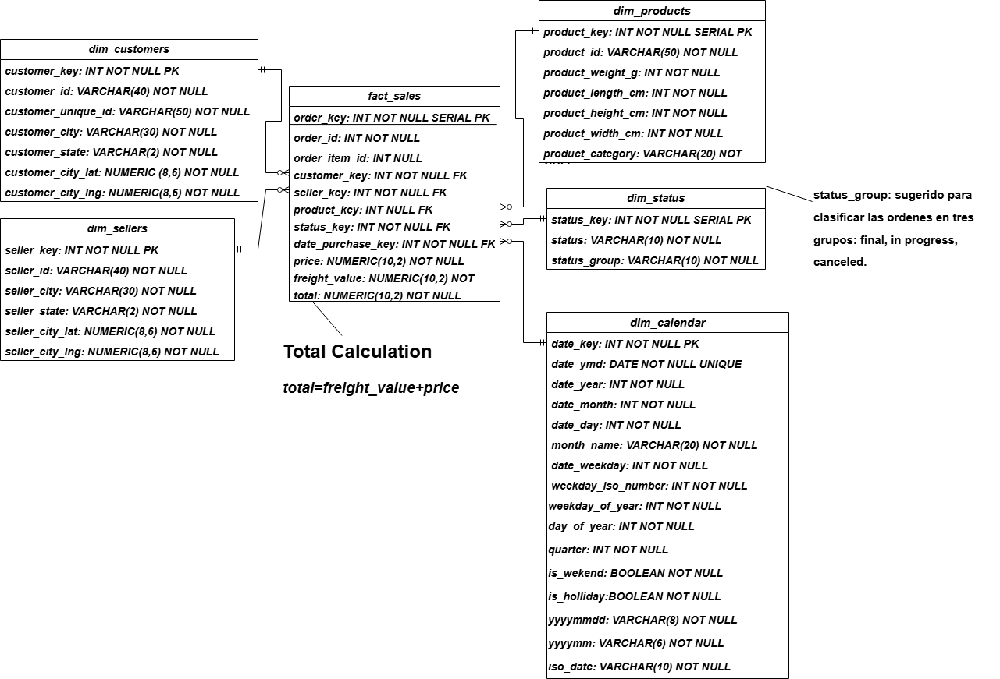 dim_customers
customer_key: INT NOT NULL PK
customer_id: VARCHAR(40) NOT NULL
customer_unique_id: VARCHAR(50) NOT NULL
customer_city: VARCHAR(30) NOT NULL
customer_state: VARCHAR(2) NOT NULL
customer_city_lat: NUMERIC (8,6) NOT NULL
customer_city_lng: NUMERIC(8,6) NOT NULL
dim_sellers
seller_key: INT NOT NULL PK
seller_id: VARCHAR(40) NOT NULL
seller_city: VARCHAR(30) NOT NULL
seller_state: VARCHAR(2) NOT NULL
seller_city_lat: NUMERIC(8,6) NOT NULL
seller_city_lng: NUMERIC(8,6) NOT NULL
fact_sales
order_key: INT NOT NULL SERIAL PK
order_id: INT NOT NULL
order_item_id: INT NULL
customer_key: INT NOT NULL FK
seller_key: INT NOT NULL FK
product_key: INT NULL FK
status_key: INT NOT NULL FK
date_purchase_key: INT NOT NULL FK
price: NUMERIC(10,2) NOT NULL
freight_value: NUMERIC(10,2) NOT
total: NUMERIC(10,2) NOT NULL
Total Calculation
total=freight_value+price
dim_products
product_key: INT NOT NULL SERIAL PK
product_id: VARCHAR(50) NOT NULL
product_weight_g: INT NOT NULL
product_length_cm: INT NOT NULL
product_height_cm: INT NOT NULL
product_width_cm: INT NOT NULL
product_category: VARCHAR(20) NOT
dim_status
status_key: INT NOT NULL SERIAL PK
status: VARCHAR(10) NOT NULL
status_group: VARCHAR(10) NOT NULL
status_group: sugerido para
clasificar las ordenes en tres
grupos: final, in progress,
canceled.
dim_calendar
date_key: INT NOT NULL PK
date_ymd: DATE NOT NULL UNIQUE
date_year: INT NOT NULL
date_month: INT NOT NULL
date_day: INT NOT NULL
month_name: VARCHAR(20) NOT NULL
date_weekday: INT NOT NULL
weekday_iso_number: INT NOT NULL
weekday_of_year: INT NOT NULL
day_of_year: INT NOT NULL
quarter: INT NOT NULL
is_wekend: BOOLEAN NOT NULL
is_holliday:BOOLEAN NOT NULL
yyyymmdd: VARCHAR(8) NOT NULL
yyyymm: VARCHAR(6) NOT NULL
iso_date: VARCHAR(10) NOT NULL